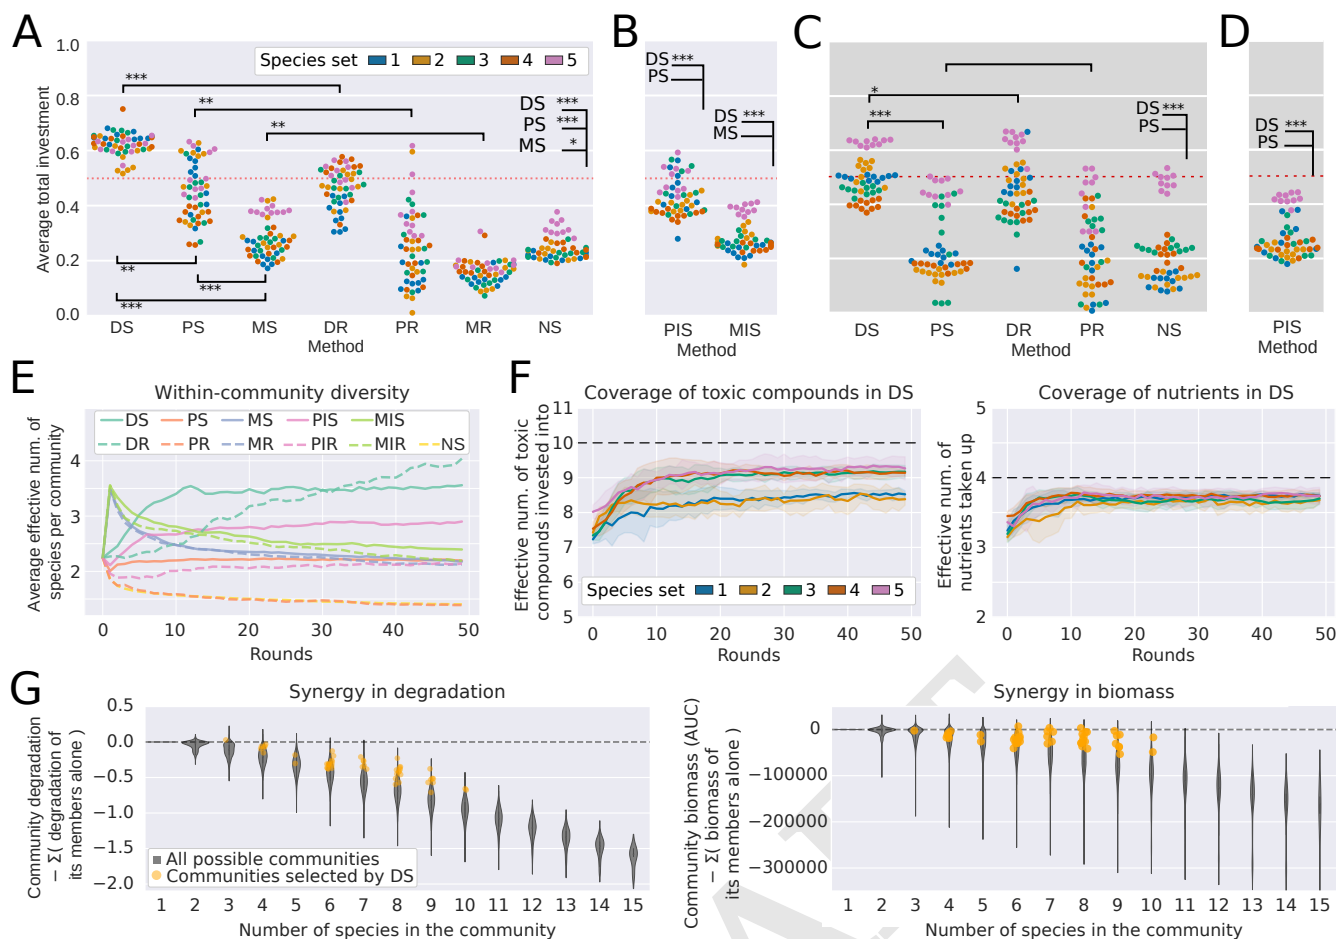 A
B
C
D
1.0
0.8
0.6
0.4
0.2
0.0
Average total investment
Species set 1 2 3 4 5
***
**
**
DS ***
PS ***
MS *
**
***
***
DS PS MS DR PR MR NS
Method
DS ***
PS
DS ***
MS
PIS MIS
Method
*
***
DS ***
PS
DS PS DR PR NS
Method
DS ***
PS
PIS
Method
E
Within-community diversity
Average effective num. of
species per community
DS PS MS PIS MIS
DR PR MR PIR MIR NS
4
3
2
0 10 20 30 40 50
Rounds
F
Coverage of toxic compounds in DS
Effective num. of toxic
compounds invested into
11
10
9
8
7
6
5
Species set 1 2 3 4 5
0 10 20 30 40 50
Rounds
Coverage of nutrients in DS
Effective num. of
nutrients taken up
5
4
3
2
0 10 20 30 40 50
Rounds
G
Synergy in degradation
Community degradation
− Σ( degradation of
its members alone )
0.5
0.0
−0.5
−1.0
−1.5
−2.0
All possible communities
Communities selected by DS
1 2 3 4 5 6 7 8 9 10 11 12 13 14 15
Number of species in the community
Synergy in biomass
Community biomass (AUC)
− Σ( biomass of
its members alone )
0
−100000
−200000
−300000
1 2 3 4 5 6 7 8 9 10 11 12 13 14 15
Number of species in the community